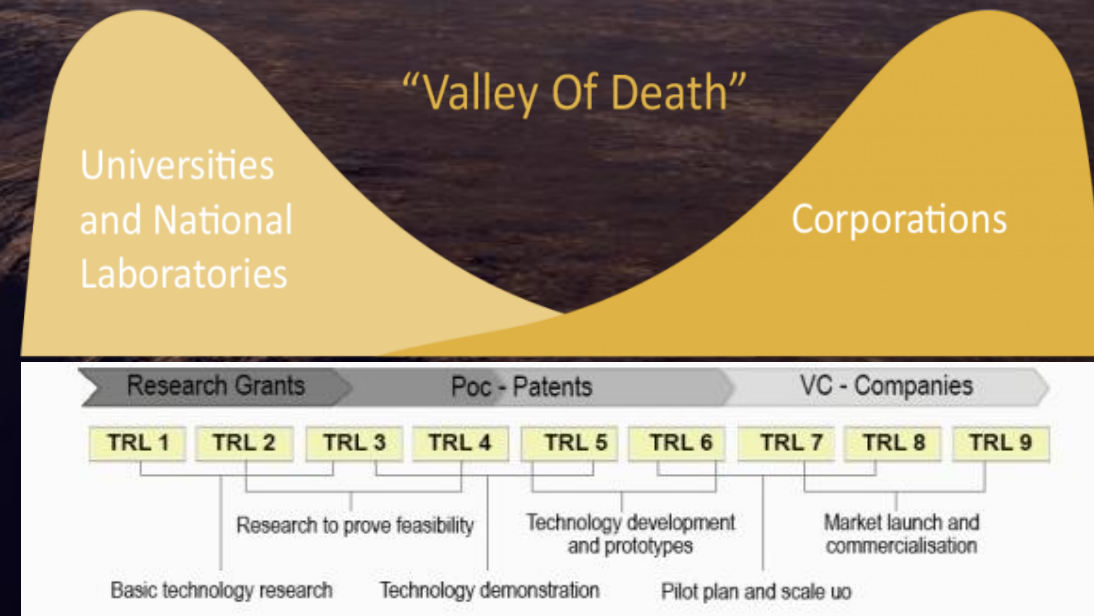 “Valley Of Death”
Universities
and National
Laboratories
Corporations
Research Grants
Poc - Patents
VC - Companies
TRL 1
TRL 2
TRL 3
TRL 4
TRL 5
TRL 6
TRL 7
TRL 8
TRL 9
Research to prove feasibility
Technology development
and prototypes
Market launch and
commercialisation
Basic technology research
Technology demonstration
Pilot plan and scale uo